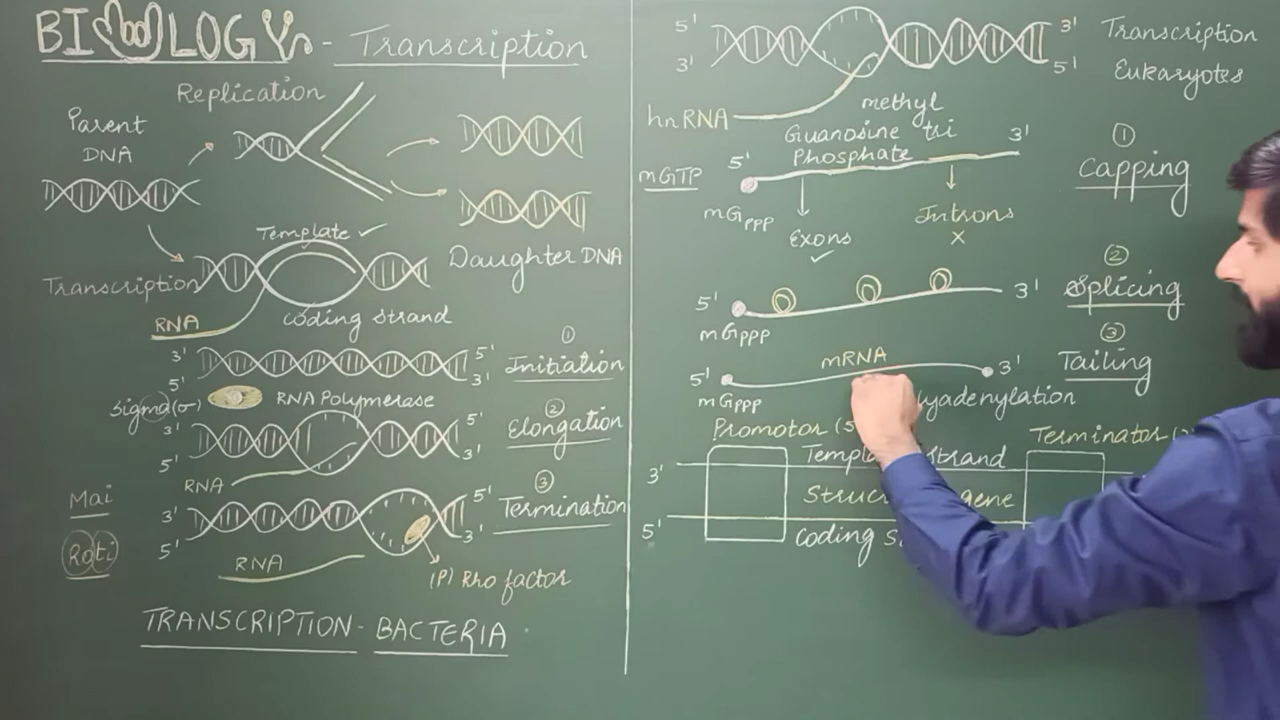 BIOLOGY - Transcription
Replication
Parent
DNA
Template ✓
Daughter DNA
Transcription
RNA
Coding strand
①
3' 5'
5' 3'
Initiation
Sigma(σ)
RNA Polymerase
②
3' 5'
5' 3'
Elongation
RNA
③
Mai
3' 5'
5' 3'
Termination
Roti
RNA
(P) Rho factor
TRANSCRIPTION - BACTERIA
5' 3'
3' 5'
Transcription
Eukaryotes
hnRNA
methyl
Guanosine tri
Phosphate
①
Capping
mGTP
5' 3'
mGppp
Exons
✓
Introns
X
②
Splicing
5' 3'
mGppp
③
Tailing
mRNA
5' 3'
mGppp
yadenylation
Promotor (5
Terminator (
3'
strand
gene
5'
Coding